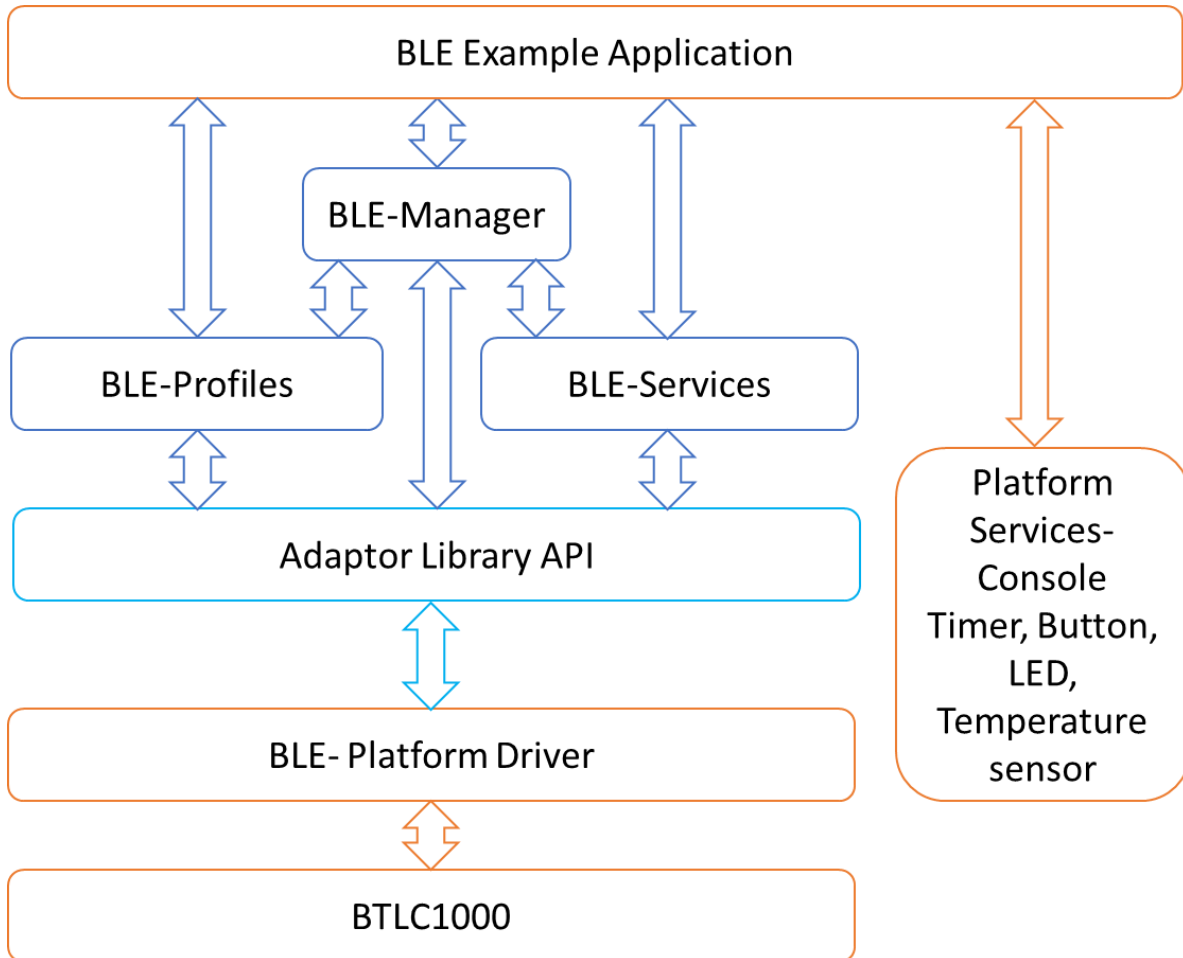 BLE Example Application
BLE-Manager
BLE-Profiles
BLE-Services
Adaptor Library API
Platform
Services-
Console
Timer, Button,
LED,
Temperature
sensor
BLE- Platform Driver
BTLC1000